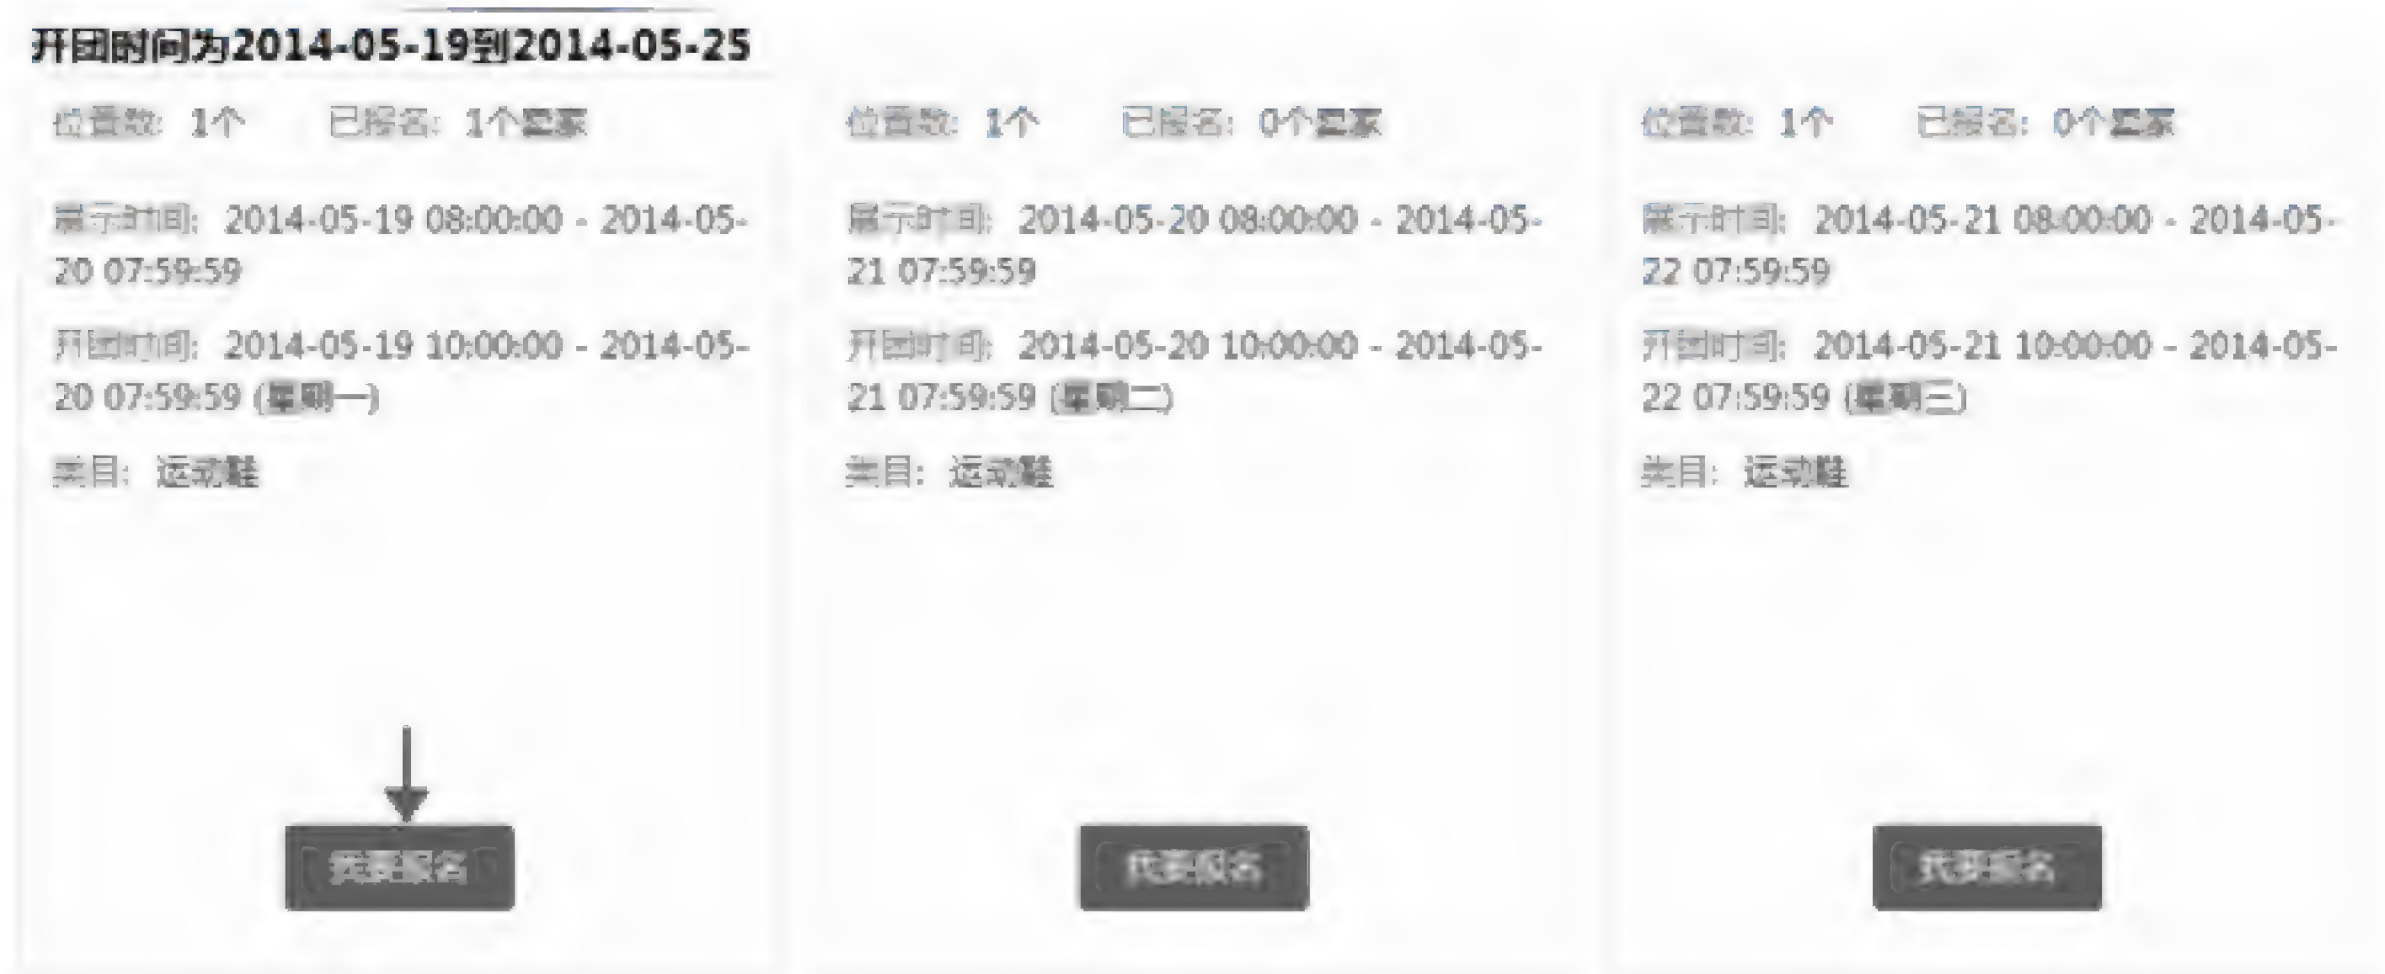 开团时间为2014-05-19到2014-05-25
位置数: 1个 已报名: 1个卖家
展示时间: 2014-05-19 08:00:00 - 2014-05-
20 07:59:59
开团时间: 2014-05-19 10:00:00 - 2014-05-
20 07:59:59 (星期一)
类目: 运动鞋
我要报名
位置数: 1个 已报名: 0个卖家
展示时间: 2014-05-20 08:00:00 - 2014-05-
21 07:59:59
开团时间: 2014-05-20 10:00:00 - 2014-05-
21 07:59:59 (星期二)
类目: 运动鞋
我要报名
位置数: 1个 已报名: 0个卖家
展示时间: 2014-05-21 08:00:00 - 2014-05-
22 07:59:59
开团时间: 2014-05-21 10:00:00 - 2014-05-
22 07:59:59 (星期三)
类目: 运动鞋
我要报名